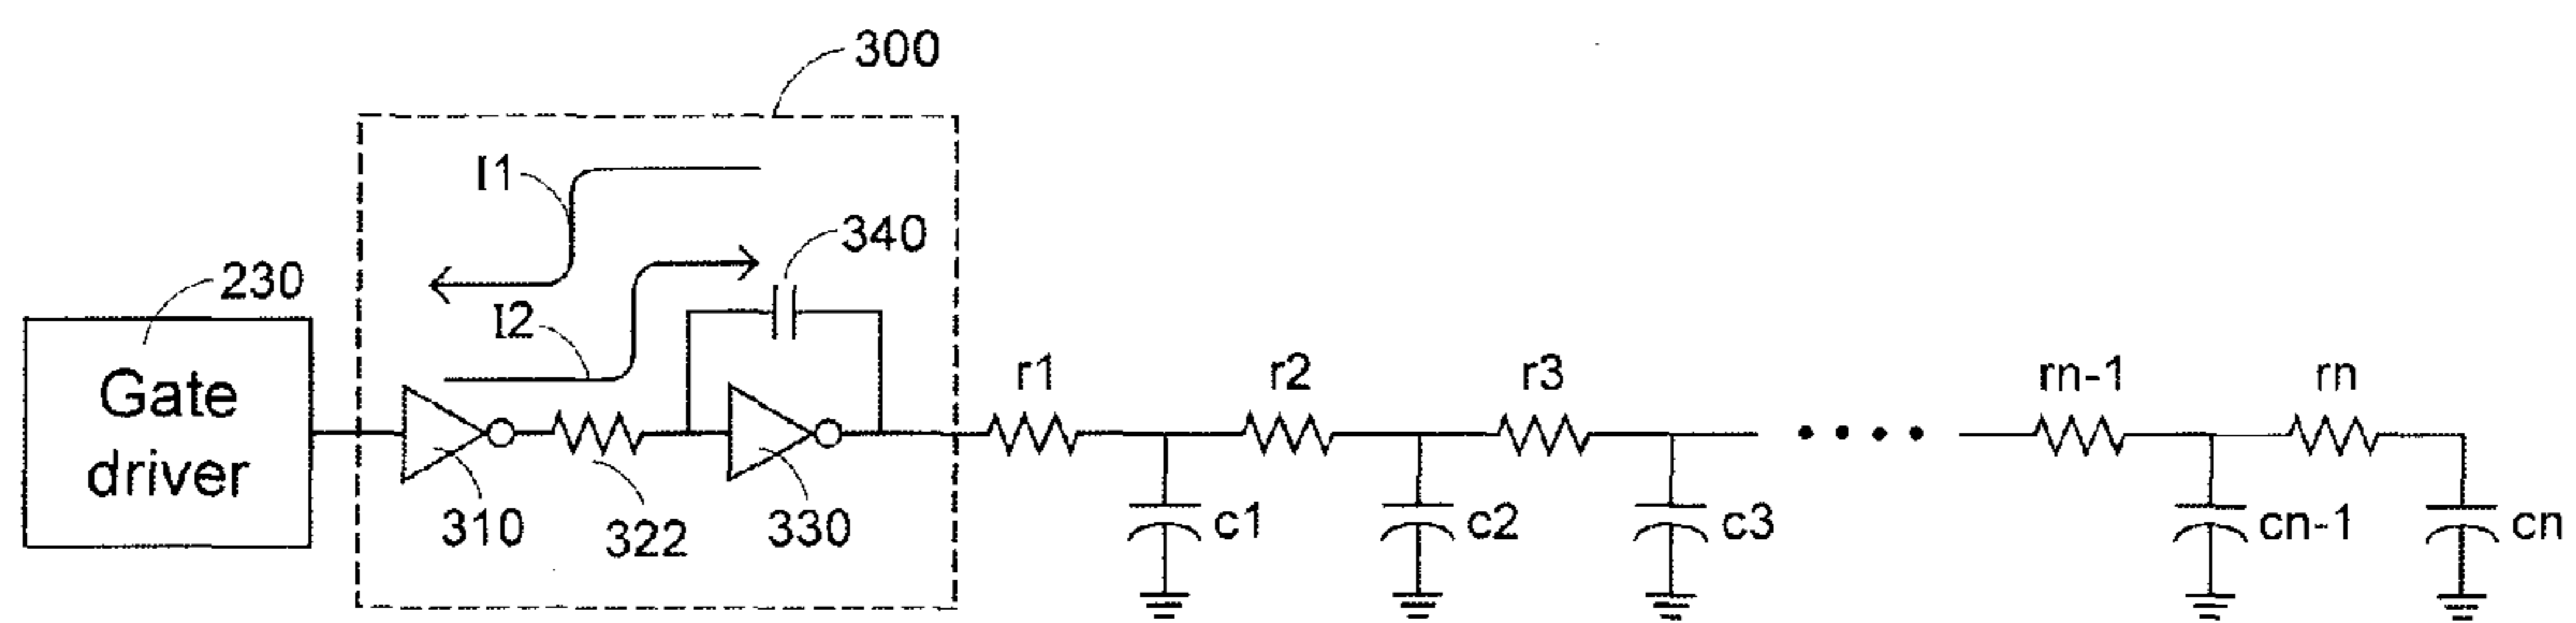 300
I1
340
230
I2
Gate
driver
r1
r2
r3
rn-1
rn
310
322
330
c1
c2
c3
cn-1
cn